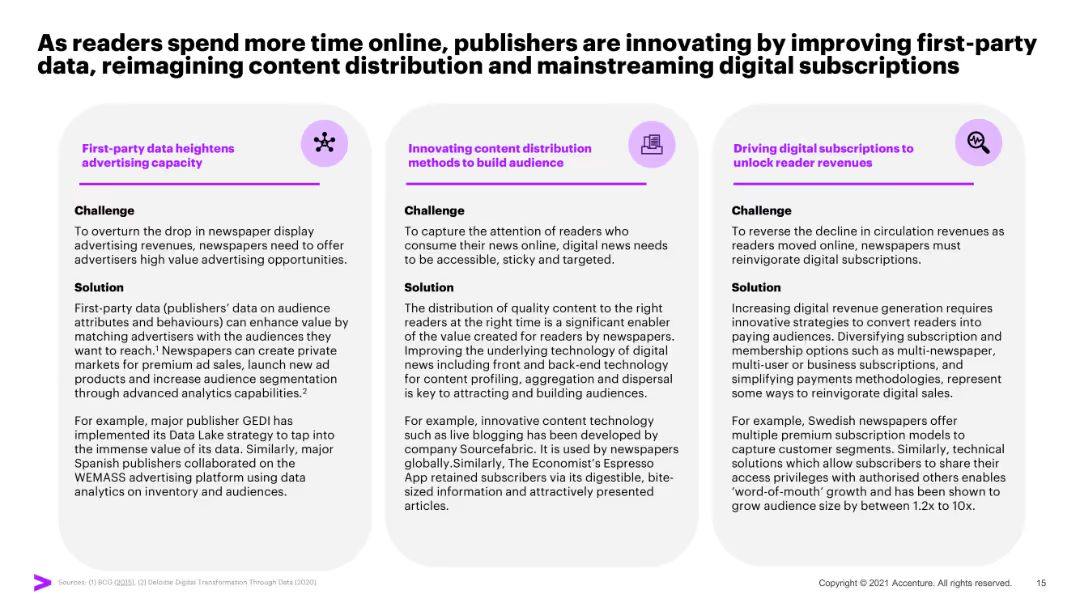 As readers spend more time online, publishers are innovating by improving first-party
data, reimagining content distribution and mainstreaming digital subscriptions
First-party data heightens
advertising capacity
Challenge
To overturn the drop in newspaper display
advertising revenues, newspapers need to offer
advertisers high value advertising opportunities.
Solution
First-party data (publishers' data on audience
attributes and behaviours) can enhance value by
matching advertisers with the audiences they
want to reach.¹ Newspapers can create private
markets for premium ad sales, launch new ad
products and increase audience segmentation
through advanced analytics capabilities.²
For example, major publisher GEDI has
implemented its Data Lake strategy to tap into
the immense value of its data. Similarly, major
Spanish publishers collaborated on the
WEMASS advertising platform using data
analytics on inventory and audiences.
Innovating content distribution
methods to build audience
Challenge
To capture the attention of readers who
consume their news online, digital news needs
to be accessible, sticky and targeted.
Solution
The distribution of quality content to the right
readers at the right time is a significant enabler
of the value created for readers by newspapers.
Improving the underlying technology of digital
news including front and back-end technology
for content profiling, aggregation and dispersal
is key to attracting and building audiences.
For example, innovative content technology
such as live blogging has been developed by
company Sourcefabric. It is used by newspapers
globally.Similarly, The Economist's Espresso
App retained subscribers via its digestible, bite-
sized information and attractively presented
articles.
Driving digital subscriptions to
unlock reader revenues
Challenge
To reverse the decline in circulation revenues as
readers moved online, newspapers must
reinvigorate digital subscriptions.
Solution
Increasing digital revenue generation requires
innovative strategies to convert readers into
paying audiences. Diversifying subscription and
membership options such as multi-newspaper,
multi-user or business subscriptions, and
simplifying payments methodologies, represent
some ways to reinvigorate digital sales.
For example, Swedish newspapers offer
multiple premium subscription models to
capture customer segments. Similarly, technical
solutions which allow subscribers to share their
access privileges with authorised others enables
'word-of-mouth' growth and has been shown to
grow audience size by between 1.2x to 10x.
Sources: (1) BCG (2015), (2) Deloitte Digital Transformation Through Data (2020)
Copyright © 2021 Accenture. All rights reserved.
15